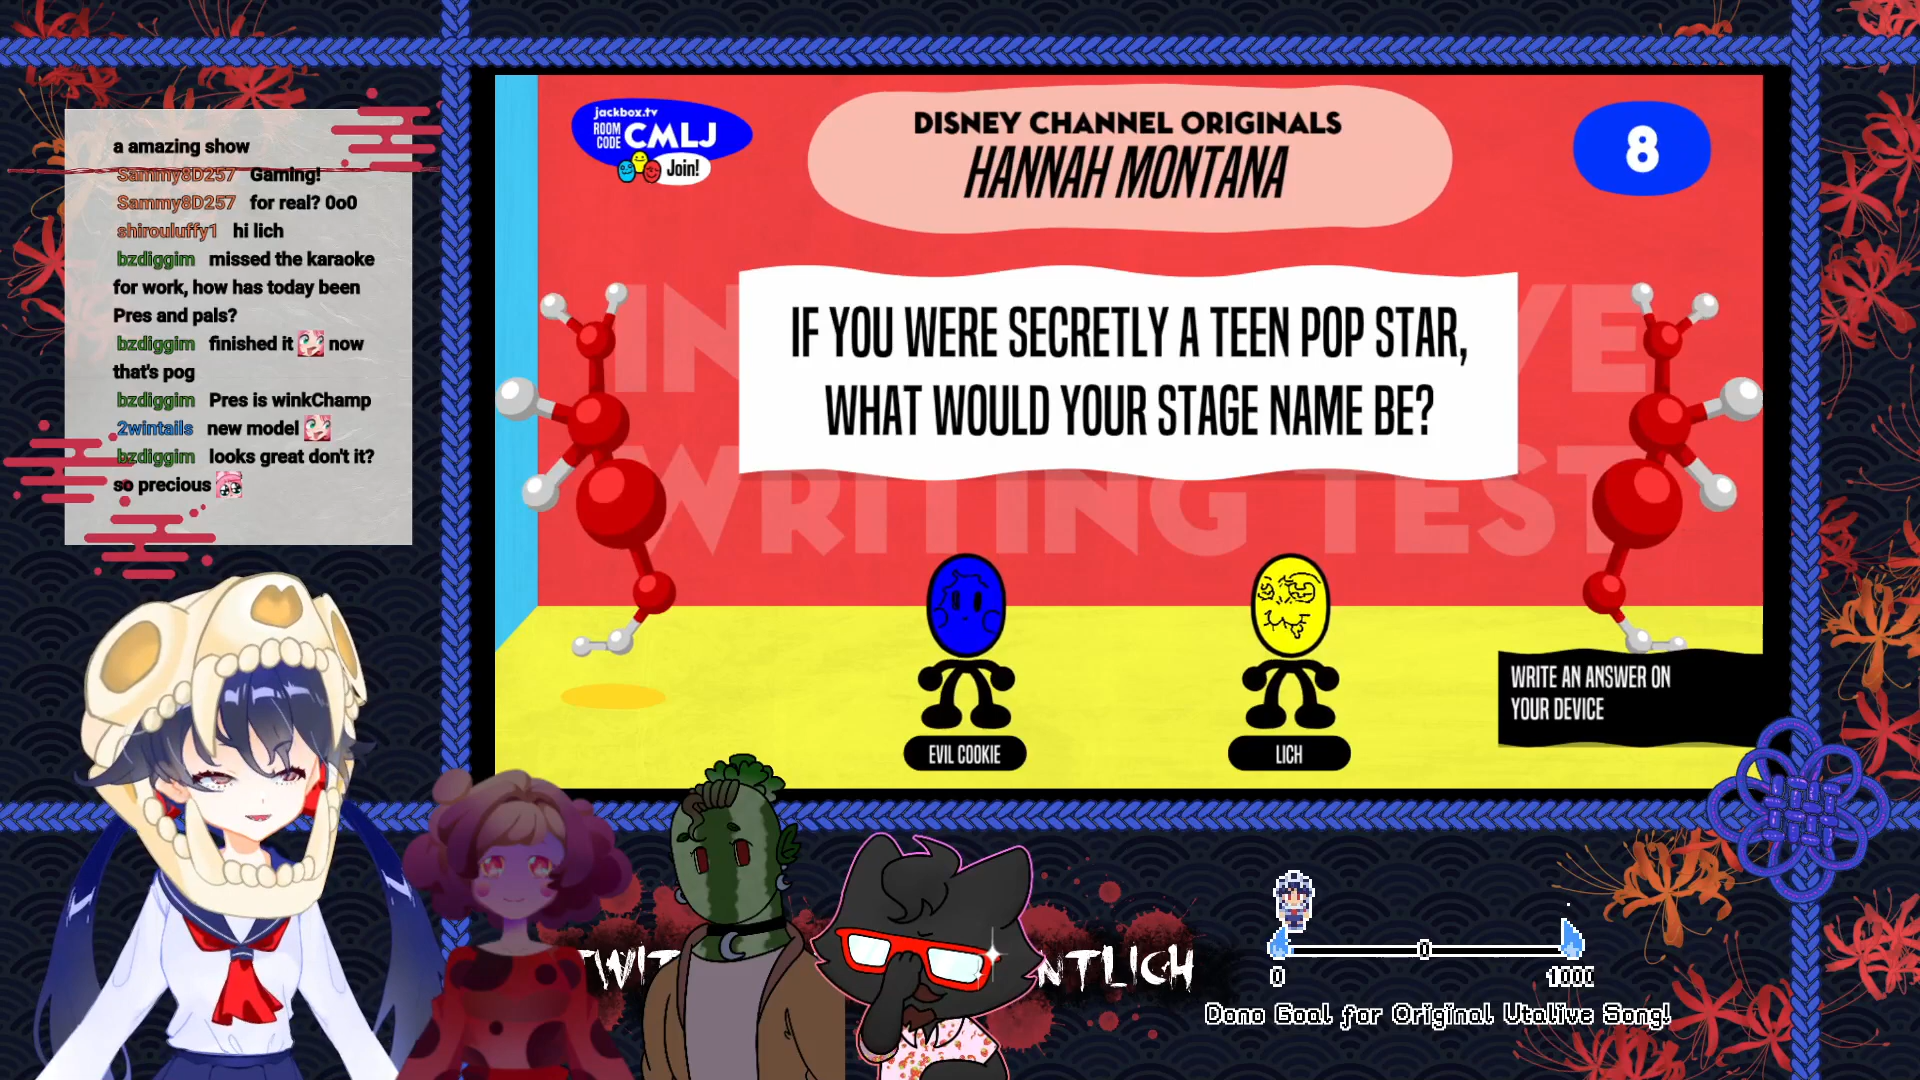 a amazing show
Sammy8D257 Gaming!
Sammy8D257 for real? 0o0
shirouluffy1 hi lich
bzdiggim missed the karaoke
for work, how has today been
Pres and pals?
bzdiggim finished it now
that's pog
bzdiggim Pres is winkChamp
2wintails new model
bzdiggim looks great don't it?
so precious
jackbox.tv
ROOM CODE CMLJ
Join!
DISNEY CHANNEL ORIGINALS
HANNAH MONTANA
8
IF YOU WERE SECRETLY A TEEN POP STAR,
WHAT WOULD YOUR STAGE NAME BE?
WRITING TEST
EVIL COOKIE
LICH
WRITE AN ANSWER ON
YOUR DEVICE
TWIT
NTLICH
0
0
1000
Dono Goal for Original Utalive Song!